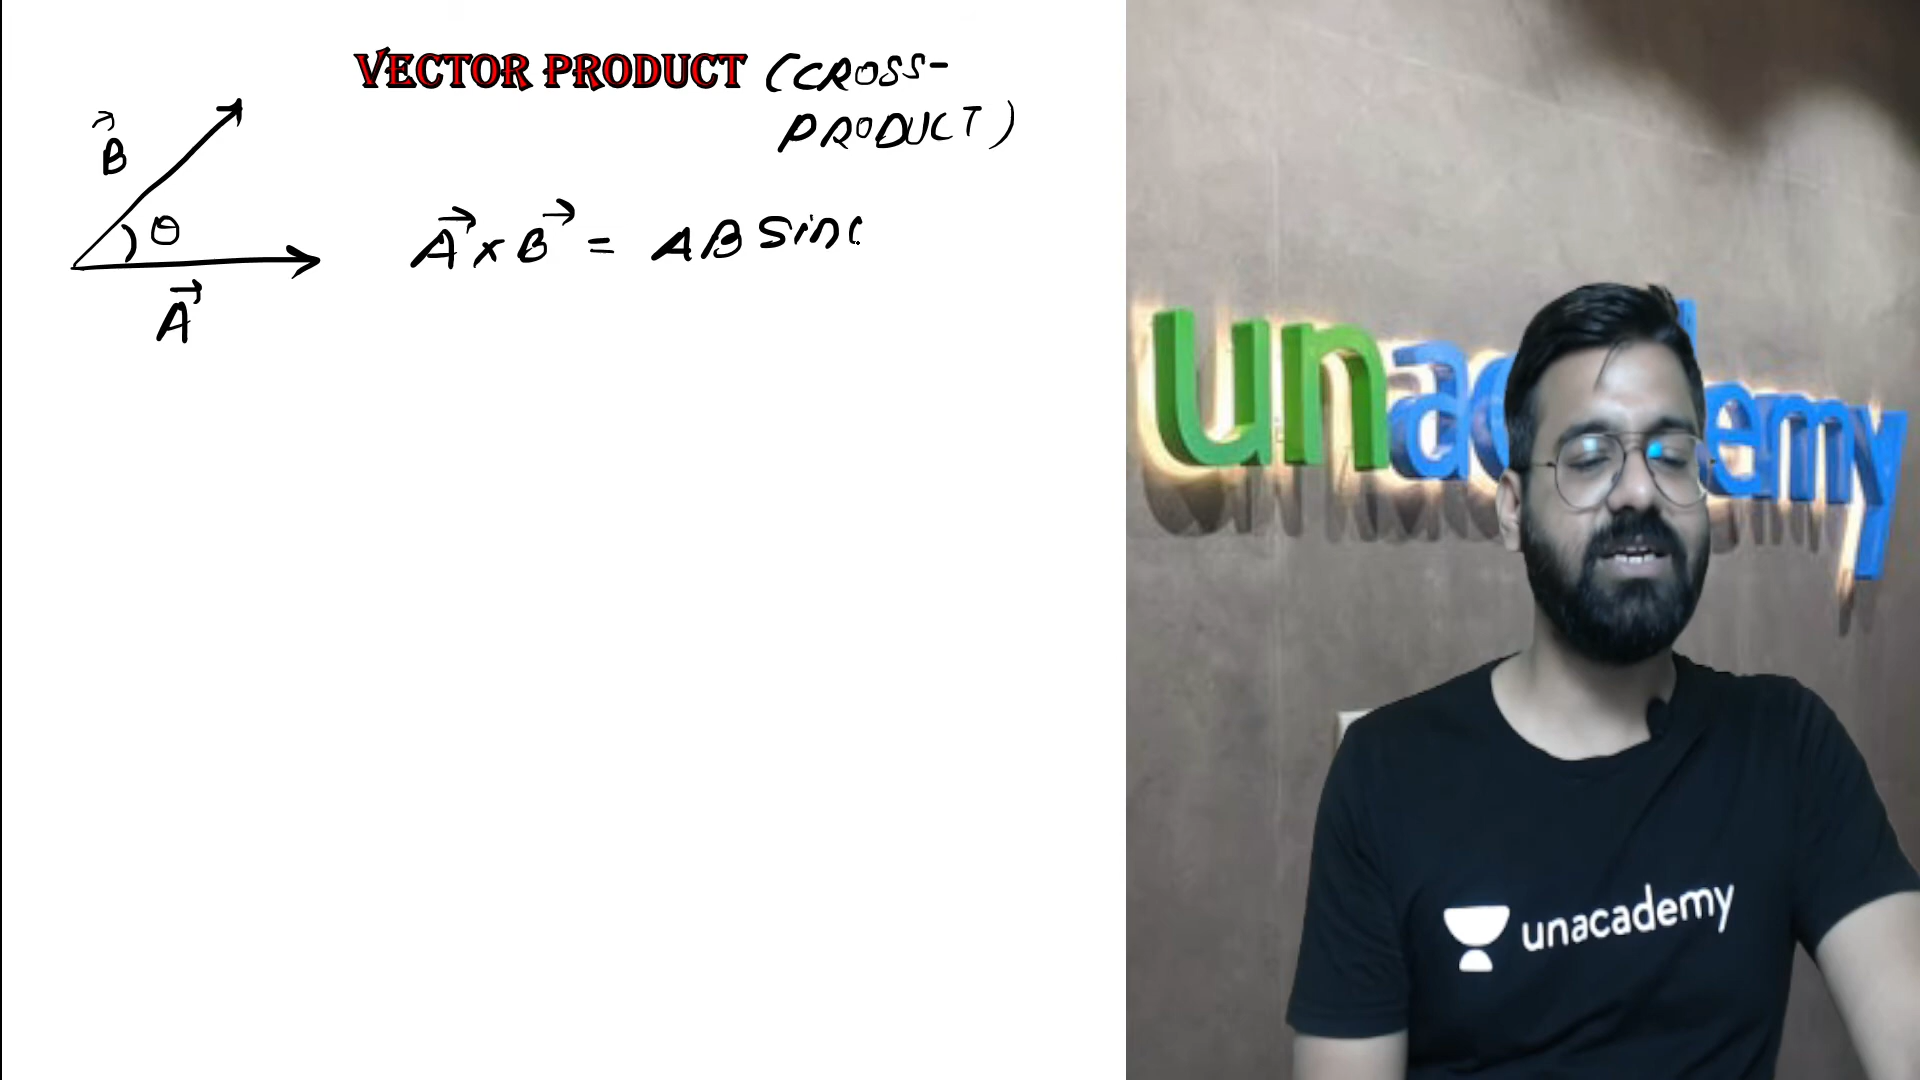 VECTOR PRODUCT (CROSS-
PRODUCT)
B⃗
θ
A⃗ x B⃗ = AB Sin
A⃗
unacademy
unacademy